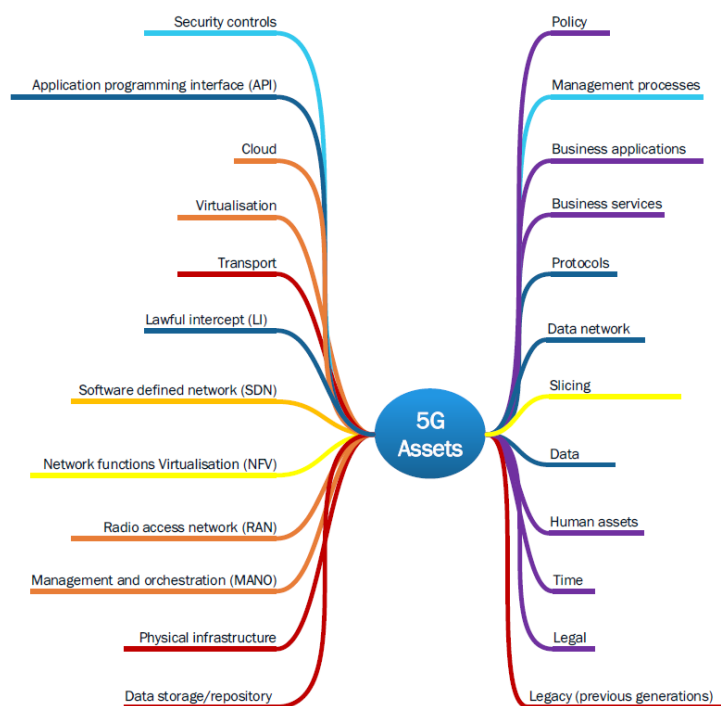 Security controls
Application programming interface (API)
Cloud
Virtualisation
Transport
Lawful intercept (LI)
Software defined network (SDN)
Network functions Virtualisation (NFV)
Radio access network (RAN)
Management and orchestration (MANO)
Physical infrastructure
Data storage/repository
5G
Assets
Policy
Management processes
Business applications
Business services
Protocols
Data network
Slicing
Data
Human assets
Time
Legal
Legacy (previous generations)